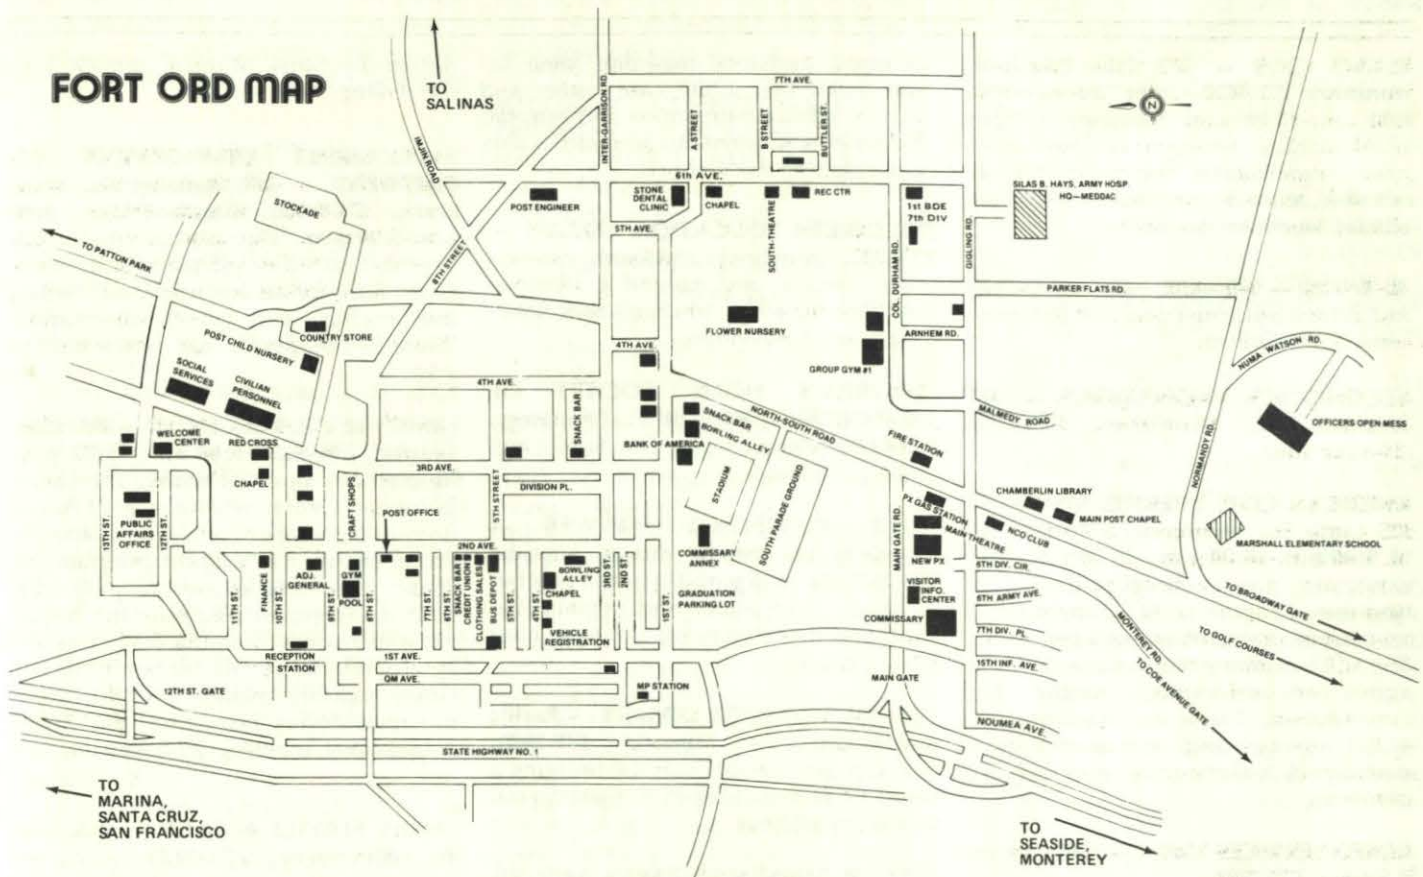 FORT ORD MAP
TO
SALINAS
IMJIN ROAD
INTER-GARRISON RD.
7TH AVE.
A STREET
B STREET
BUTTLER ST.
N
6th AVE.
STOCKADE
POST ENGINEER
STONE
DENTAL
CLINIC
CHAPEL
SOUTH-THEATRE
REC CTR
1st BDE
7th DIV
SILAS B. HAYS, ARMY HOSP.
HQ—MEDDAC
GIGLING RD.
COL. DURHAM RD.
5TH AVE.
8TH STREET
TO PATTON PARK
PARKER FLATS RD.
COUNTRY STORE
POST CHILD NURSERY
FLOWER NURSERY
ARNHEM RD.
NUMA WATSON RD.
SOCIAL
SERVICES
CIVILIAN
PERSONNEL
4TH AVE.
4TH AVE.
GROUP GYM #1
MALMEDY ROAD
OFFICERS OPEN MESS
NORTH-SOUTH ROAD
SNACK BAR
SNACK BAR
BOWLING ALLEY
BANK OF AMERICA
FIRE STATION
NORMANDY RD.
WELCOME
CENTER
RED CROSS
CHAPEL
3RD AVE.
DIVISION PL.
5TH STREET
STADIUM
SOUTH PARADE GROUND
CRAFT SHOPS
POST OFFICE
CHAMBERLIN LIBRARY
MAIN POST CHAPEL
PX GAS STATION
MAIN THEATRE
NCO CLUB
NEW PX
MARSHALL ELEMENTARY SCHOOL
13TH ST.
PUBLIC
AFFAIRS
OFFICE
12TH ST.
2ND AVE.
COMMISSARY
ANNEX
MAIN GATE RD.
6TH DIV. CIR
11TH ST.
FINANCE
10TH ST.
ADJ.
GENERAL
9TH ST.
GYM
POOL
8TH ST.
7TH ST.
6TH ST.
SNACK BAR
CREDIT UNION
CLOTHING SALES
BUS DEPOT
5TH ST.
4TH ST.
BOWLING
ALLEY
CHAPEL
3RD ST.
2ND ST.
1ST ST.
GRADUATION
PARKING LOT
VISITOR
INFO.
CENTER
6TH ARMY AVE.
TO BROADWAY GATE
COMMISSARY
7TH DIV. PL.
TO GOLF COURSES
MONTEREY RD.
VEHICLE
REGISTRATION
RECEPTION
STATION
1ST AVE.
15TH INF. AVE.
TO COE AVENUE GATE
QM AVE.
12TH ST. GATE
MP STATION
MAIN GATE
NOUMEA AVE.
STATE HIGHWAY NO. 1
TO
MARINA,
SANTA CRUZ,
SAN FRANCISCO
TO
SEASIDE,
MONTEREY